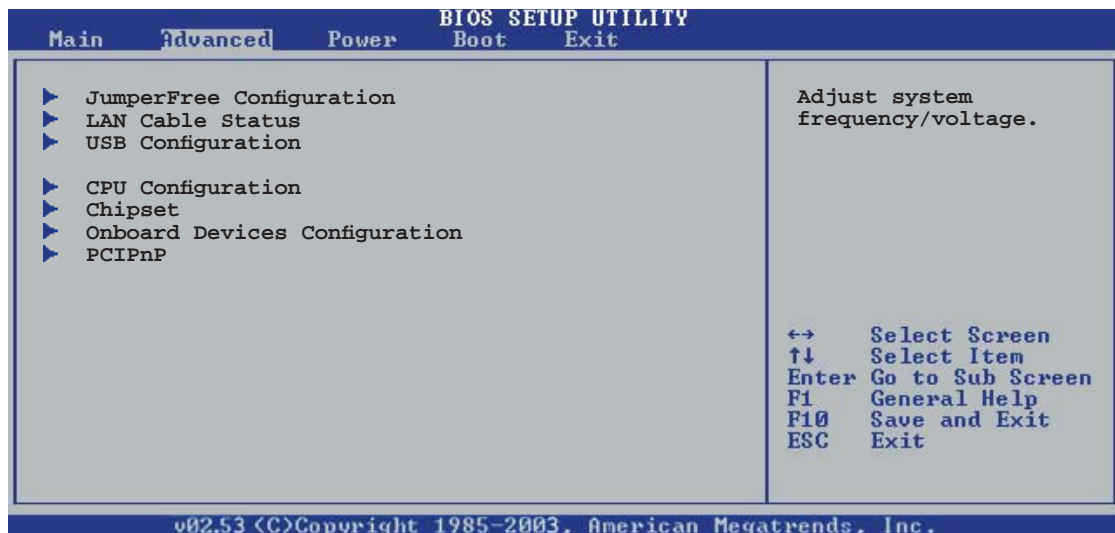 BIOS SETUP UTILITY
Main Advanced Power Boot Exit
JumperFree Configuration
LAN Cable Status
USB Configuration
CPU Configuration
Chipset
Onboard Devices Configuration
PCIPnP
Adjust system
frequency/voltage.
←→ Select Screen
↑↓ Select Item
Enter Go to Sub Screen
F1 General Help
F10 Save and Exit
ESC Exit
v02.53 (C)Copyright 1985-2003, American Megatrends, Inc.